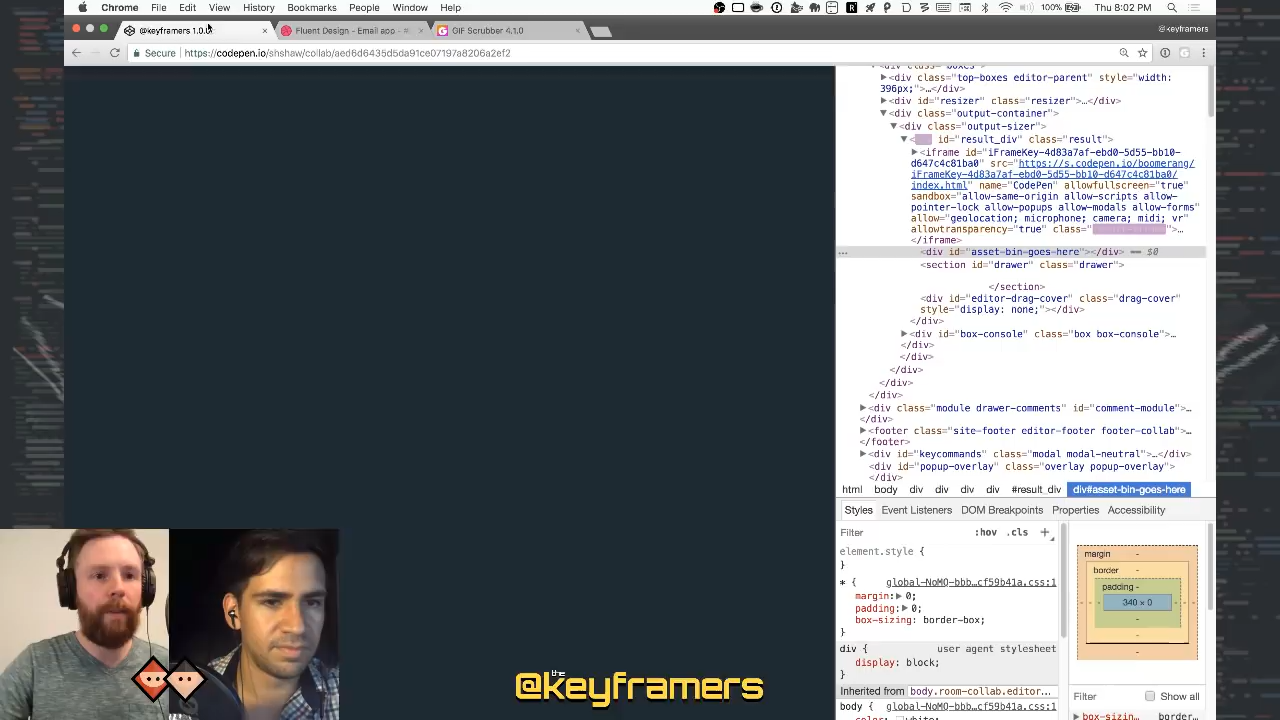 Chrome File Edit View History Bookmarks People Window Help 100% Thu 8:02 PM
@keyframers 1.0.0 Fluent Design - Email app - GIF Scrubber 4.1.0 @keyframers
Secure https://codepen.io/shshaw/collab/aed6d6435d5da91ce07197a8206a2ef2
<div class="top-boxes editor-parent" style="width:
396px;">…</div>
<div id="resizer" class="resizer">…</div>
<div class="output-container">
<div class="output-sizer">
id="result_div" class="result">
<iframe id="iFrameKey-4d83a7af-ebd0-5d55-bb10-
d647c4c81ba0" src="https://s.codepen.io/boomerang/
iFrameKey-4d83a7af-ebd0-5d55-bb10-d647c4c81ba0/
index.html" name="CodePen" allowfullscreen="true"
sandbox="allow-same-origin allow-scripts allow-
pointer-lock allow-popups allow-modals allow-forms"
allow="geolocation; microphone; camera; midi; vr"
allowtransparency="true" class=" ">…
</iframe>
… <div id="asset-bin-goes-here"></div> == $0
<section id="drawer" class="drawer">
</section>
<div id="editor-drag-cover" class="drag-cover"
style="display: none;"></div>
</div>
<div id="box-console" class="box box-console">…
</div>
</div>
</div>
</div>
</div>
<div class="module drawer-comments" id="comment-module">…
</div>
<footer class="site-footer editor-footer footer-collab">…
</footer>
<div id="keycommands" class="modal modal-neutral">…</div>
<div id="popup-overlay" class="overlay popup-overlay">
</div>
html body div div div div #result_div div#asset-bin-goes-here
Styles Event Listeners DOM Breakpoints Properties Accessibility
Filter :hov .cls +
element.style {
}
* { global-NoMQ-bbb…cf59b41a.css:1
margin: 0;
padding: 0;
box-sizing: border-box;
}
div { user agent stylesheet
display: block;
}
Inherited from body.room-collab.editor…
body { global-NoMQ-bbb…cf59b41a.css:1
margin -
border -
padding -
340 × 0
Filter Show all
the
@keyframers